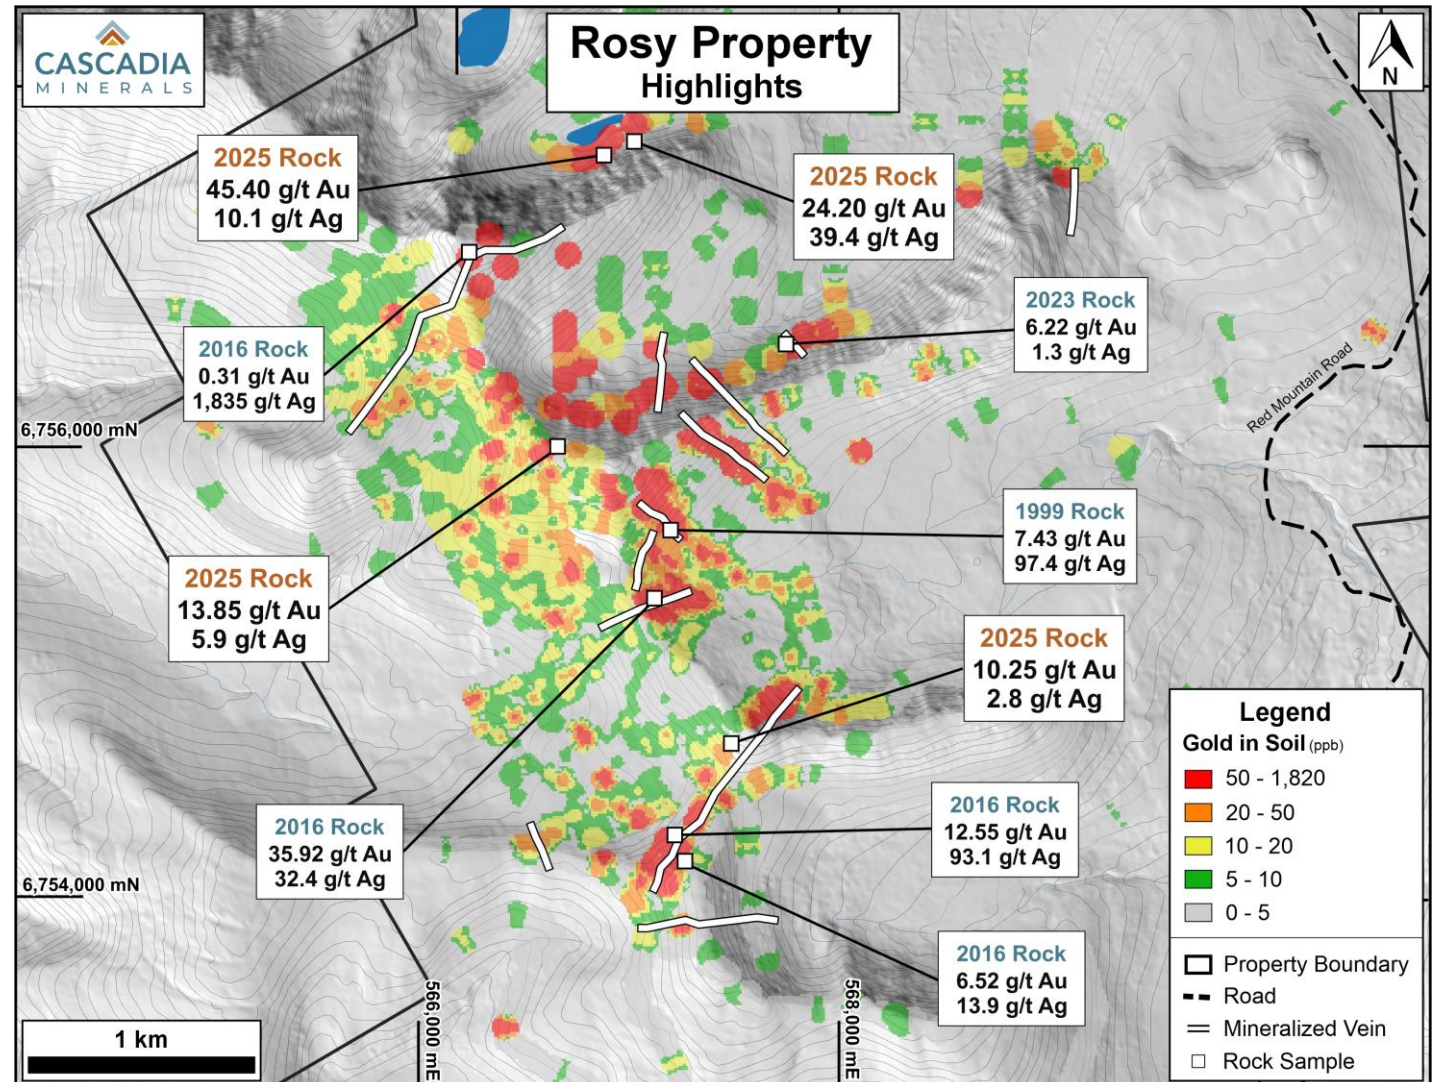 CASCADIA
MINERALS
Rosy Property
Highlights
N
2025 Rock
45.40 g/t Au
10.1 g/t Ag
2025 Rock
24.20 g/t Au
39.4 g/t Ag
2016 Rock
0.31 g/t Au
1,835 g/t Ag
2023 Rock
6.22 g/t Au
1.3 g/t Ag
Red Mountain Road
6,756,000 mN
1999 Rock
7.43 g/t Au
97.4 g/t Ag
2025 Rock
13.85 g/t Au
5.9 g/t Ag
2025 Rock
10.25 g/t Au
2.8 g/t Ag
2016 Rock
35.92 g/t Au
32.4 g/t Ag
2016 Rock
12.55 g/t Au
93.1 g/t Ag
6,754,000 mN
2016 Rock
6.52 g/t Au
13.9 g/t Ag
566,000 mE
568,000 mE
1 km
Legend
Gold in Soil (ppb)
50 - 1,820
20 - 50
10 - 20
5 - 10
0 - 5
Property Boundary
Road
Mineralized Vein
Rock Sample